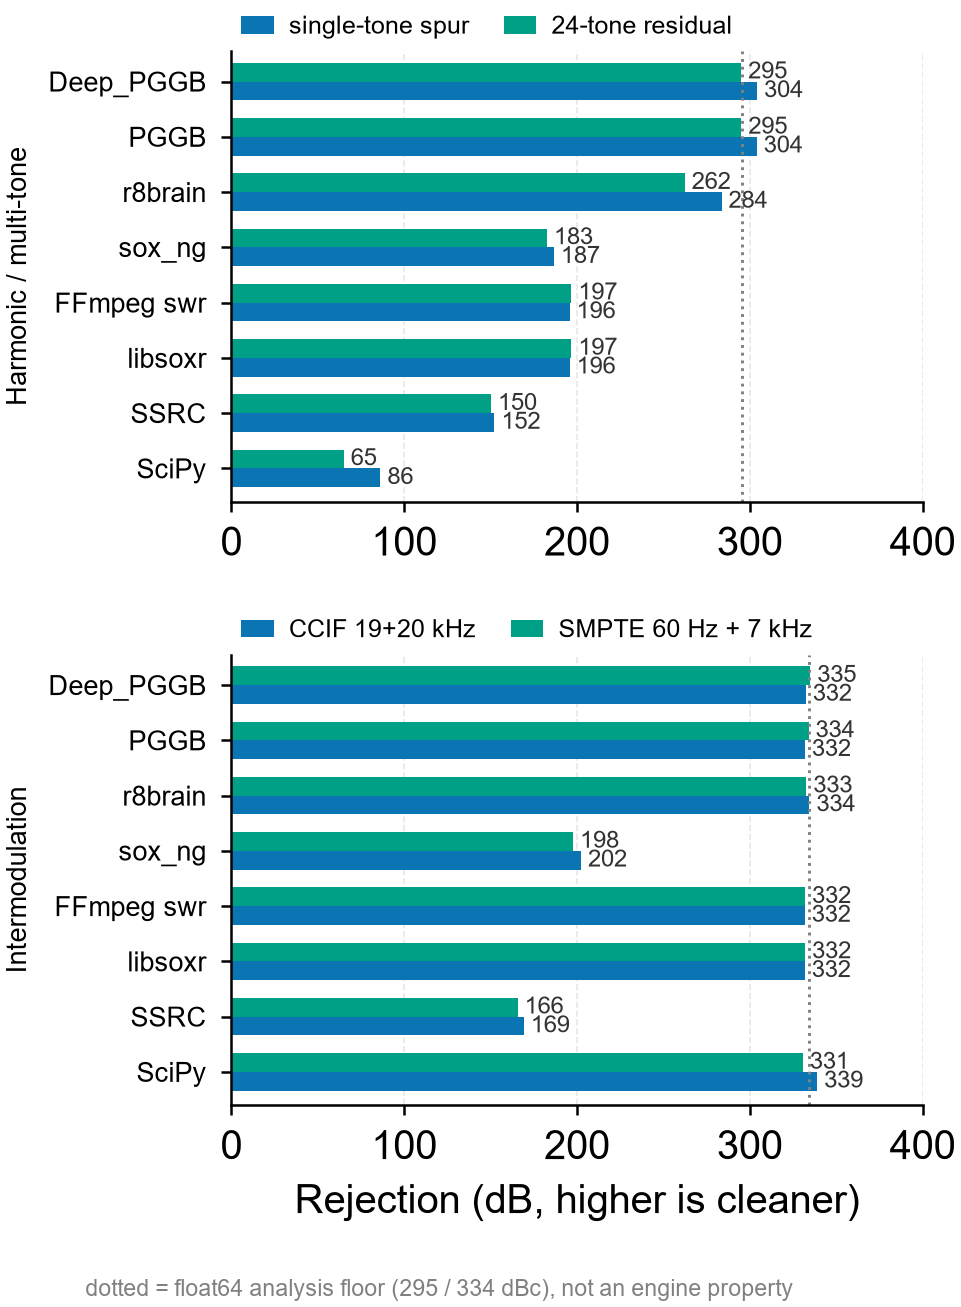 single-tone spur 24-tone residual
Harmonic / multi-tone
Deep_PGGB 295 304
PGGB 295 304
r8brain 262 284
sox_ng 183 187
FFmpeg swr 197 196
libsoxr 197 196
SSRC 150 152
SciPy 65 86
0 100 200 300 400
CCIF 19+20 kHz SMPTE 60 Hz + 7 kHz
Intermodulation
Deep_PGGB 335 332
PGGB 334 332
r8brain 333 334
sox_ng 198 202
FFmpeg swr 332 332
libsoxr 332 332
SSRC 166 169
SciPy 331 339
0 100 200 300 400
Rejection (dB, higher is cleaner)
dotted = float64 analysis floor (295 / 334 dBc), not an engine property